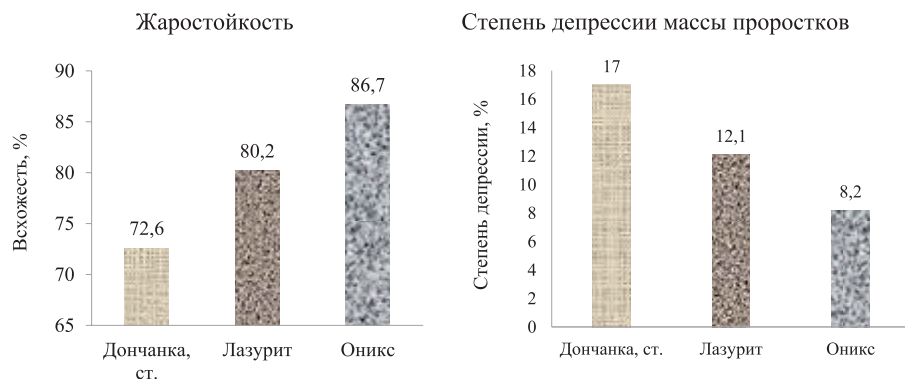 Жаростойкость
Всхожесть, %
90
85
80
75
70
65
72,6
80,2
86,7
Дончанка,
ст.
Лазурит
Оникс
Степень депрессии массы проростков
Степень депрессии, %
18
16
14
12
10
8
6
4
2
0
17
12,1
8,2
Дончанка, ст.
Лазурит
Оникс